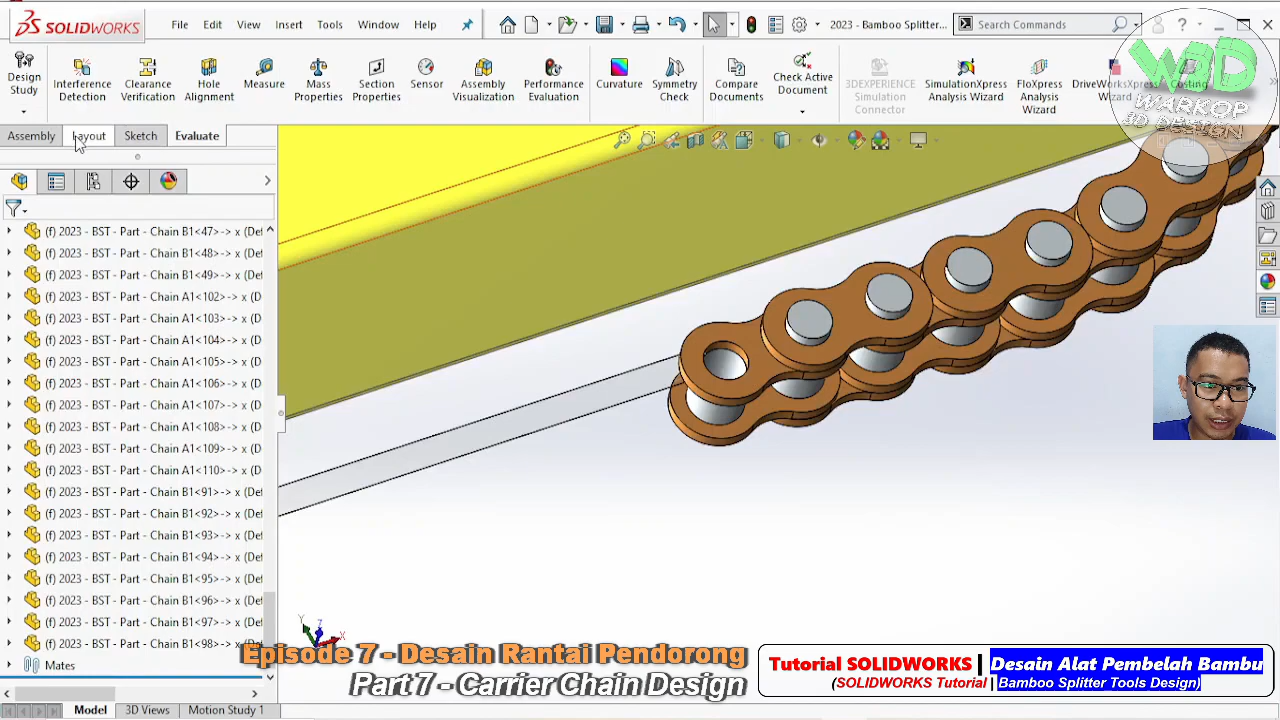 SOLIDWORKS
File
Edit
View
Insert
Tools
Window
Help
2023 - Bamboo Splitter...
Search Commands
Design Study
Interference Detection
Clearance Verification
Hole Alignment
Measure
Mass Properties
Section Properties
Sensor
Assembly Visualization
Performance Evaluation
Curvature
Symmetry Check
Compare Documents
Check Active Document
3DEXPERIENCE Simulation Connector
SimulationXpress Analysis Wizard
FloXpress Analysis Wizard
DriveWorksXpress Wizard
Costing
WARKOP
3D DESIGN
Assembly
Layout
Sketch
Evaluate
(f) 2023 - BST - Part - Chain B1<47>-> x (Def
(f) 2023 - BST - Part - Chain B1<48>-> x (Def
(f) 2023 - BST - Part - Chain B1<49>-> x (Def
(f) 2023 - BST - Part - Chain A1<102>-> x (D
(f) 2023 - BST - Part - Chain A1<103>-> x (D
(f) 2023 - BST - Part - Chain A1<104>-> x (D
(f) 2023 - BST - Part - Chain A1<105>-> x (D
(f) 2023 - BST - Part - Chain A1<106>-> x (D
(f) 2023 - BST - Part - Chain A1<107>-> x (D
(f) 2023 - BST - Part - Chain A1<108>-> x (D
(f) 2023 - BST - Part - Chain A1<109>-> x (D
(f) 2023 - BST - Part - Chain A1<110>-> x (D
(f) 2023 - BST - Part - Chain B1<91>-> x (Def
(f) 2023 - BST - Part - Chain B1<92>-> x (Def
(f) 2023 - BST - Part - Chain B1<93>-> x (Def
(f) 2023 - BST - Part - Chain B1<94>-> x (Def
(f) 2023 - BST - Part - Chain B1<95>-> x (Def
(f) 2023 - BST - Part - Chain B1<96>-> x (Def
(f) 2023 - BST - Part - Chain B1<97>-> x (Def
(f) 2023 - BST - Part - Chain B1<98>-> x (Def
Mates
Y
Z
X
Episode 7 - Desain Rantai Pendorong
Part 7 - Carrier Chain Design
Tutorial SOLIDWORKS | Desain Alat Pembelah Bambu
(SOLIDWORKS Tutorial | Bamboo Splitter Tools Design)
Model
3D Views
Motion Study 1